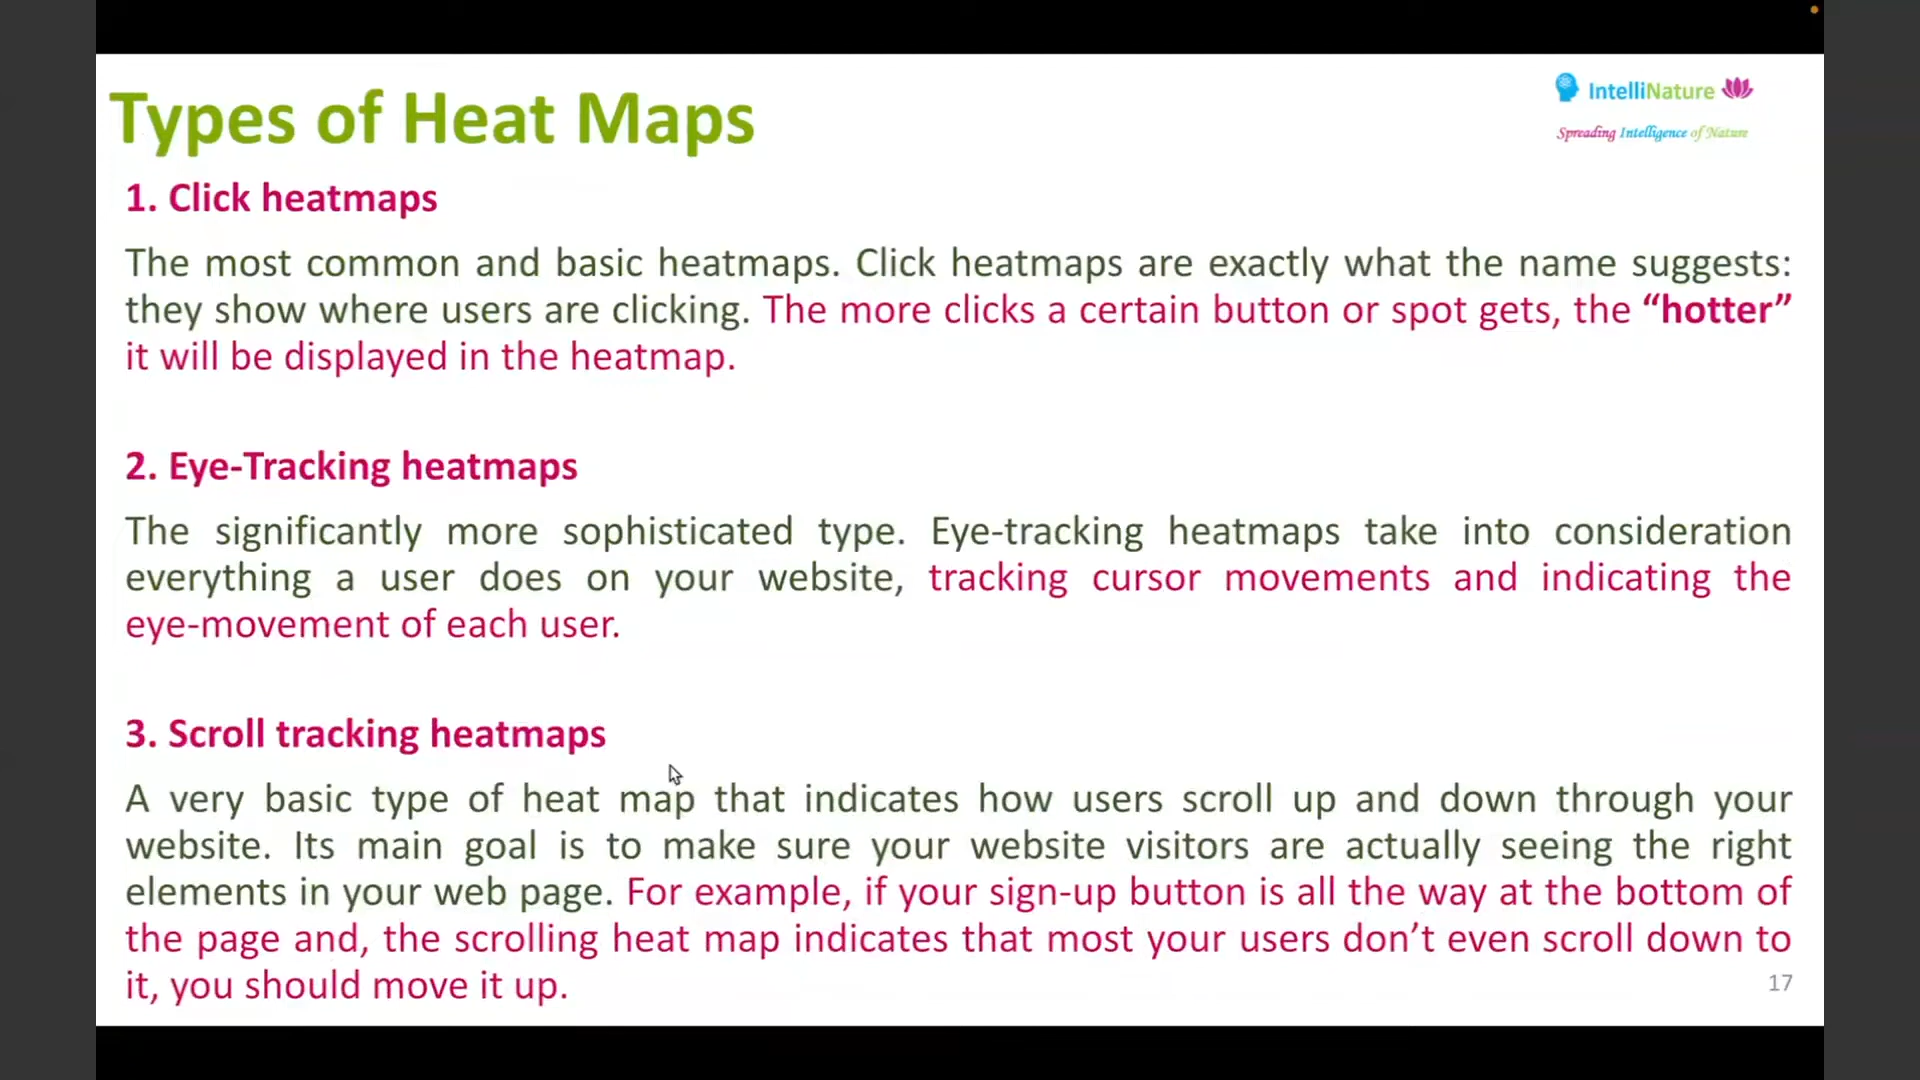 Types of Heat Maps
IntelliNature
Spreading Intelligence of Nature
1. Click heatmaps
The most common and basic heatmaps. Click heatmaps are exactly what the name suggests:
they show where users are clicking. The more clicks a certain button or spot gets, the “hotter”
it will be displayed in the heatmap.
2. Eye-Tracking heatmaps
The significantly more sophisticated type. Eye-tracking heatmaps take into consideration
everything a user does on your website, tracking cursor movements and indicating the
eye-movement of each user.
3. Scroll tracking heatmaps
A very basic type of heat map that indicates how users scroll up and down through your
website. Its main goal is to make sure your website visitors are actually seeing the right
elements in your web page. For example, if your sign-up button is all the way at the bottom of
the page and, the scrolling heat map indicates that most your users don’t even scroll down to
it, you should move it up.
17